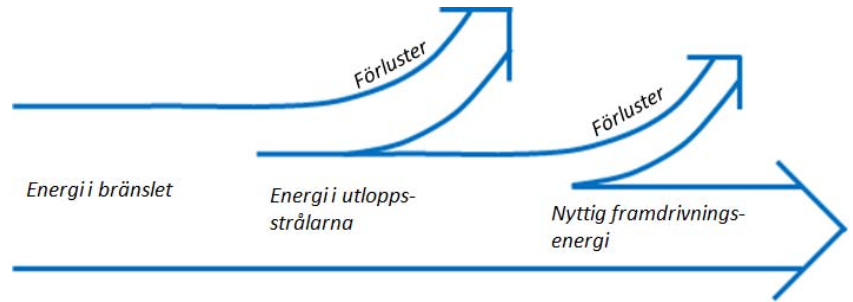 Förluster
Förluster
Energi i bränslet
Energi i utlopps-
strålarna
Nyttig framdrivnings-
energi